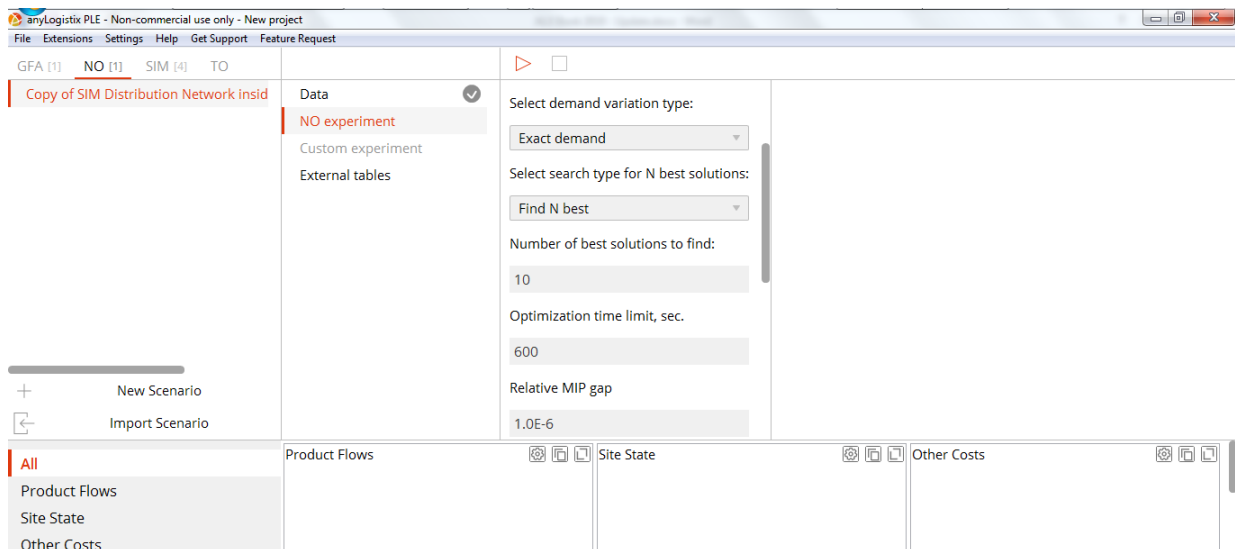 anyLogistix PLE - Non-commercial use only - New project
File Extensions Settings Help Get Support Feature Request
GFA [1] NO [1] SIM [4] TO
Copy of SIM Distribution Network insid
New Scenario
Import Scenario
Data
NO experiment
Custom experiment
External tables
Select demand variation type:
Exact demand
Select search type for N best solutions:
Find N best
Number of best solutions to find:
10
Optimization time limit, sec.
600
Relative MIP gap
1.0E-6
All
Product Flows
Site State
Other Costs
Product Flows
Site State
Other Costs